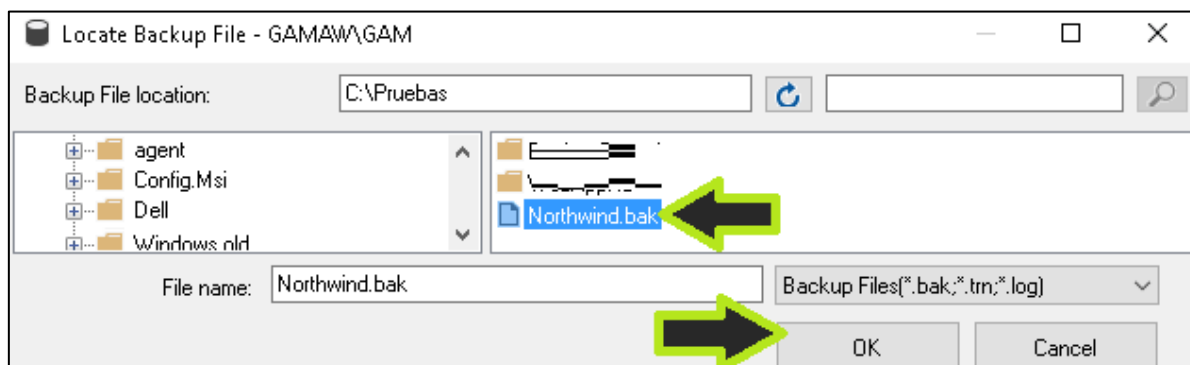 Locate Backup File - GAMAW\GAM
Backup File location: C:\Pruebas
agent
Config.Msi
Dell
Windows.old
Northwind.bak
File name: Northwind.bak Backup Files(*.bak;*.trn;*.log)
OK Cancel